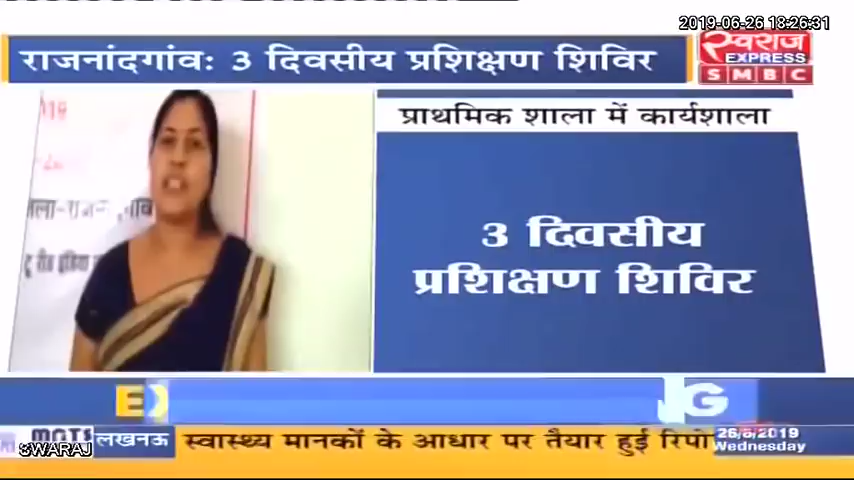 2019-06-26 18:26:31
राजनांदगांव: 3 दिवसीय प्रशिक्षण शिविर
स्वराज
EXPRESS
SMBC
प्राथमिक शाला में कार्यशाला
3 दिवसीय
प्रशिक्षण शिविर
SWARAJ
लखनऊ
स्वास्थ्य मानकों के आधार पर तैयार हुई रिपो
26/6/2019
Wednesday